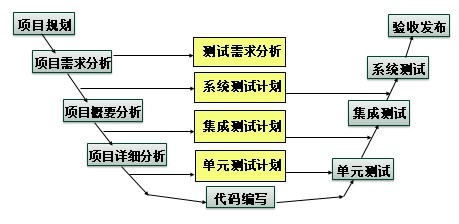 项目规划
验收发布
项目需求分析
测试需求分析
系统测试
系统测试计划
项目概要分析
集成测试
集成测试计划
项目详细分析
单元测试计划
单元测试
代码编写